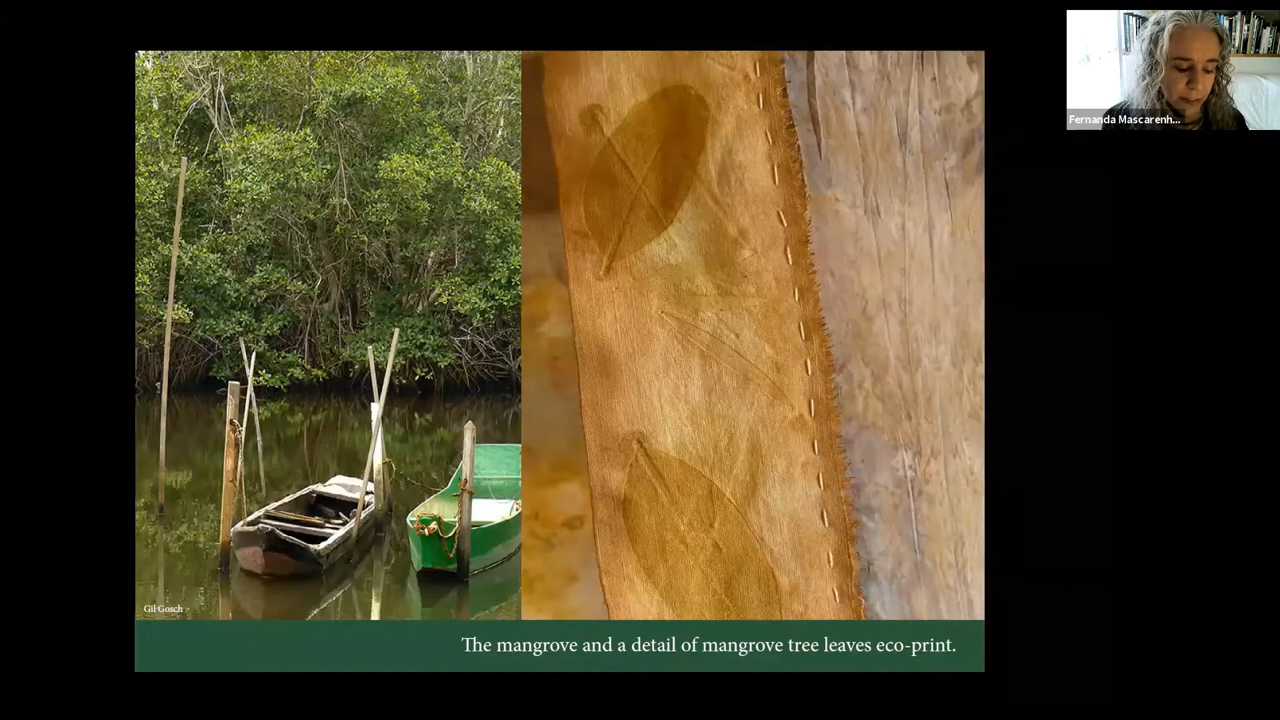 Fernanda Mascarenh...
Gil Gosch
The mangrove and a detail of mangrove tree leaves eco-print.